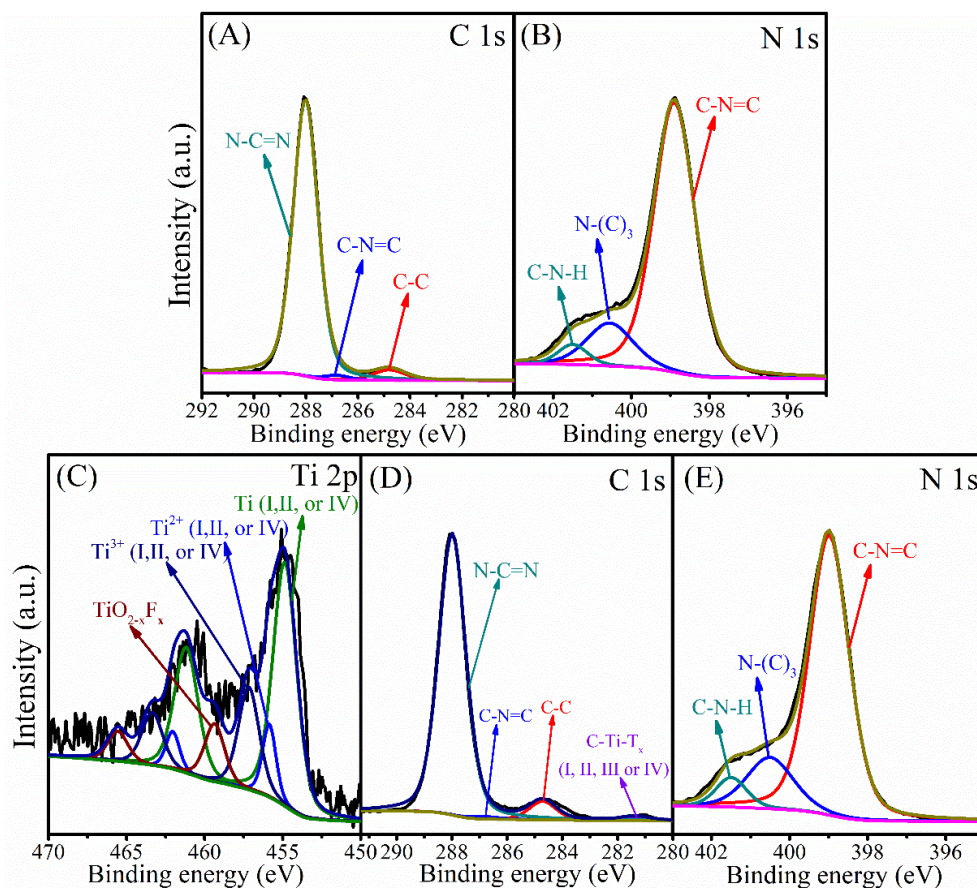 (A)
C 1s
N-C=N
C-N=C
C-C
Intensity (a.u.)
292 290 288 286 284 282 280
Binding energy (eV)
(B)
N 1s
C-N=C
N-(C)₃
C-N-H
402 400 398 396
Binding energy (eV)
(C)
Ti 2p
Ti (I,II, or IV)
Ti²⁺ (I,II, or IV)
Ti³⁺ (I,II, or IV)
TiO₂₋ₓFₓ
Intensity (a.u.)
470 465 460 455 450
Binding energy (eV)
(D)
C 1s
N-C=N
C-N=C
C-C
C-Ti-Tₓ
(I, II, III or IV)
290 288 286 284 282 280
Binding energy (eV)
(E)
N 1s
C-N=C
N-(C)₃
C-N-H
402 400 398 396
Binding energy (eV)